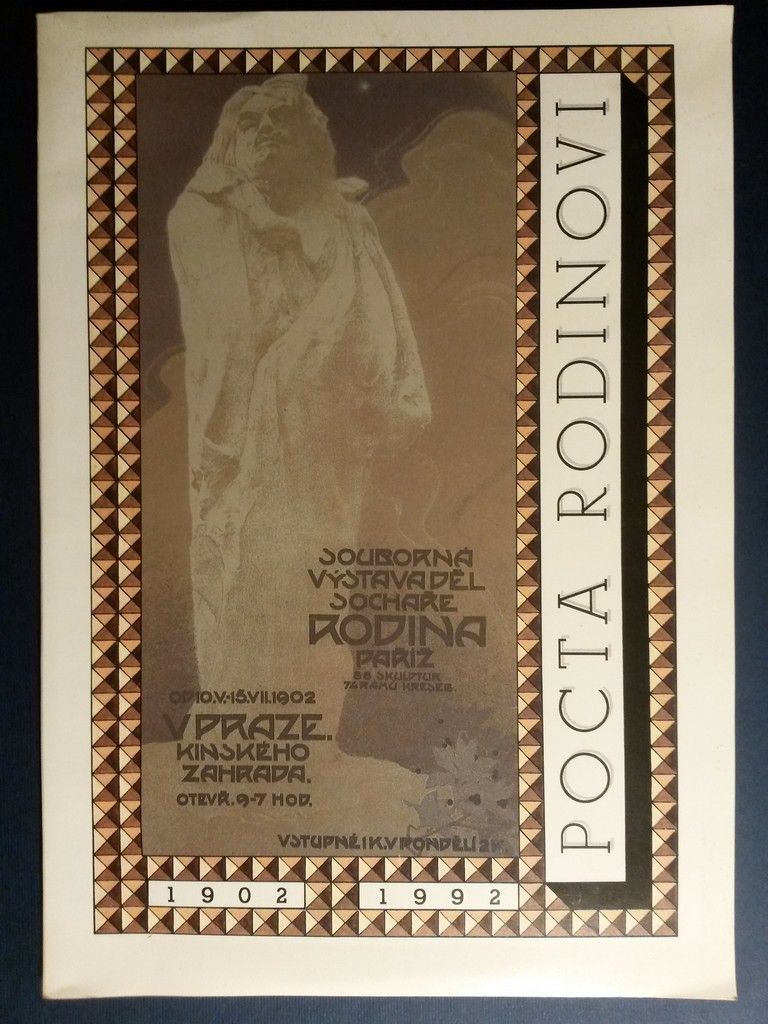 POCTA RODINOVI
SOUBORNÁ
VÝSTAVA DĚL
SOCHAŘE
RODINA
PAŘÍŽ
88 SKULPTUR
74 RÁMŮ KRESEB.
OD 10.V.-15.VII.1902
V PRAZE.
KINSKÉHO
ZAHRADA.
OTEVŘ. 9-7 HOD.
VSTUPNÉ 1 K. V PONDĚLÍ 2 K.
1902 1992